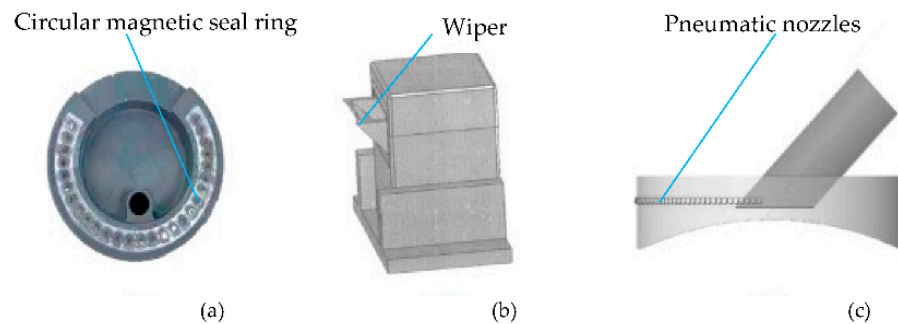 Circular magnetic seal ring
Wiper
Pneumatic nozzles
(a)
(b)
(c)